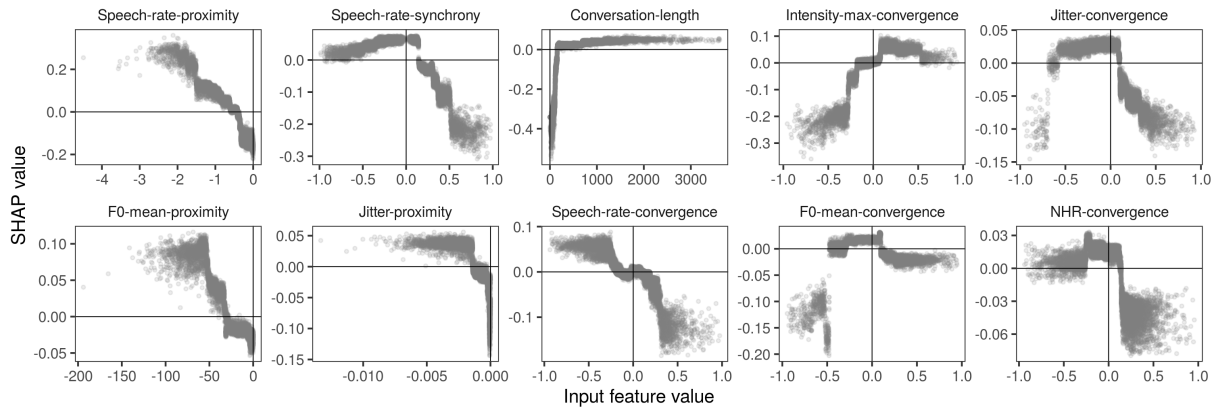 Speech-rate-proximity Speech-rate-synchrony Conversation-length Intensity-max-convergence Jitter-convergence
0.2
0.0
-0.2
-4 -3 -2 -1 0
0.0
-0.1
-0.2
-0.3
-1.0 -0.5 0.0 0.5 1.0
0.0
-0.2
-0.4
0 1000 2000 3000
0.1
0.0
-0.1
-0.2
-0.3
-1.0 -0.5 0.0 0.5 1.0
0.05
0.00
-0.05
-0.10
-0.15
-1.0 -0.5 0.0 0.5 1.0
SHAP value
F0-mean-proximity Jitter-proximity Speech-rate-convergence F0-mean-convergence NHR-convergence
0.10
0.05
0.00
-0.05
-200 -150 -100 -50 0
0.05
0.00
-0.05
-0.10
-0.15
-0.010 -0.005 0.000
0.1
0.0
-0.1
-1.0 -0.5 0.0 0.5 1.0
0.00
-0.05
-0.10
-0.15
-0.20
-1.0 -0.5 0.0 0.5 1.0
0.03
0.00
-0.03
-0.06
-1.0 -0.5 0.0 0.5 1.0
Input feature value